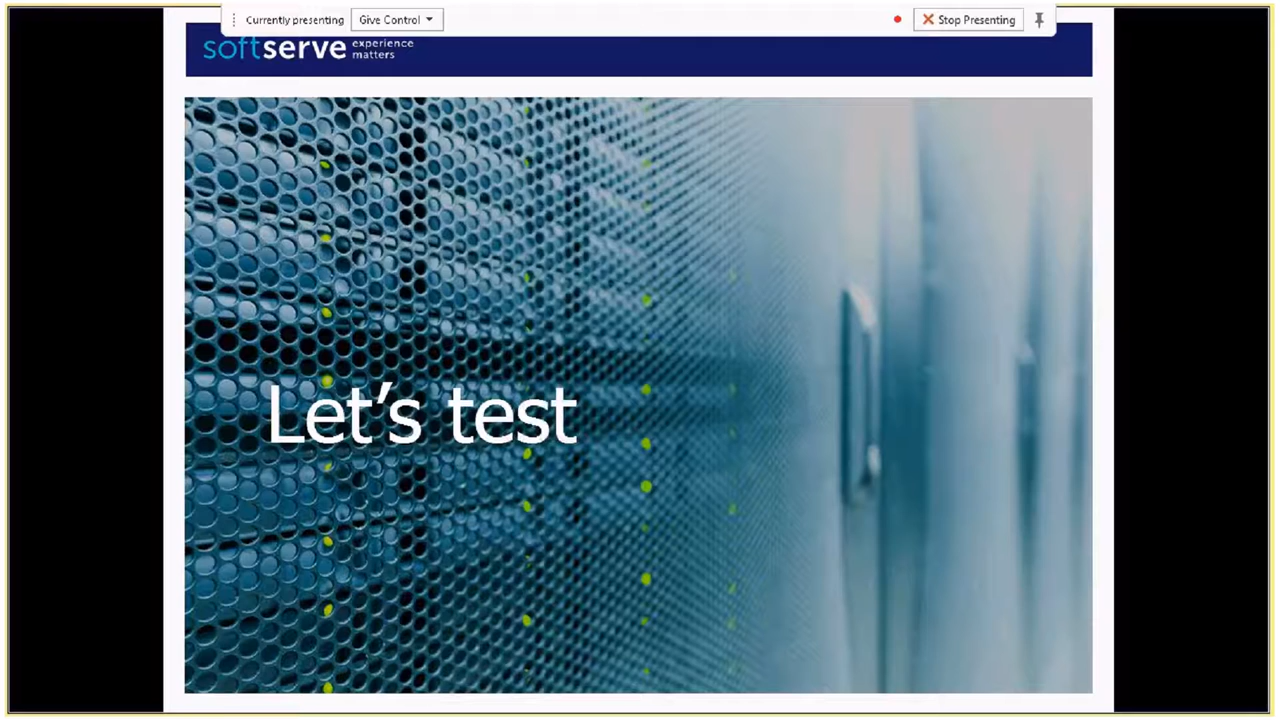 Currently presenting Give Control Stop Presenting
softserve experience matters
Let's test